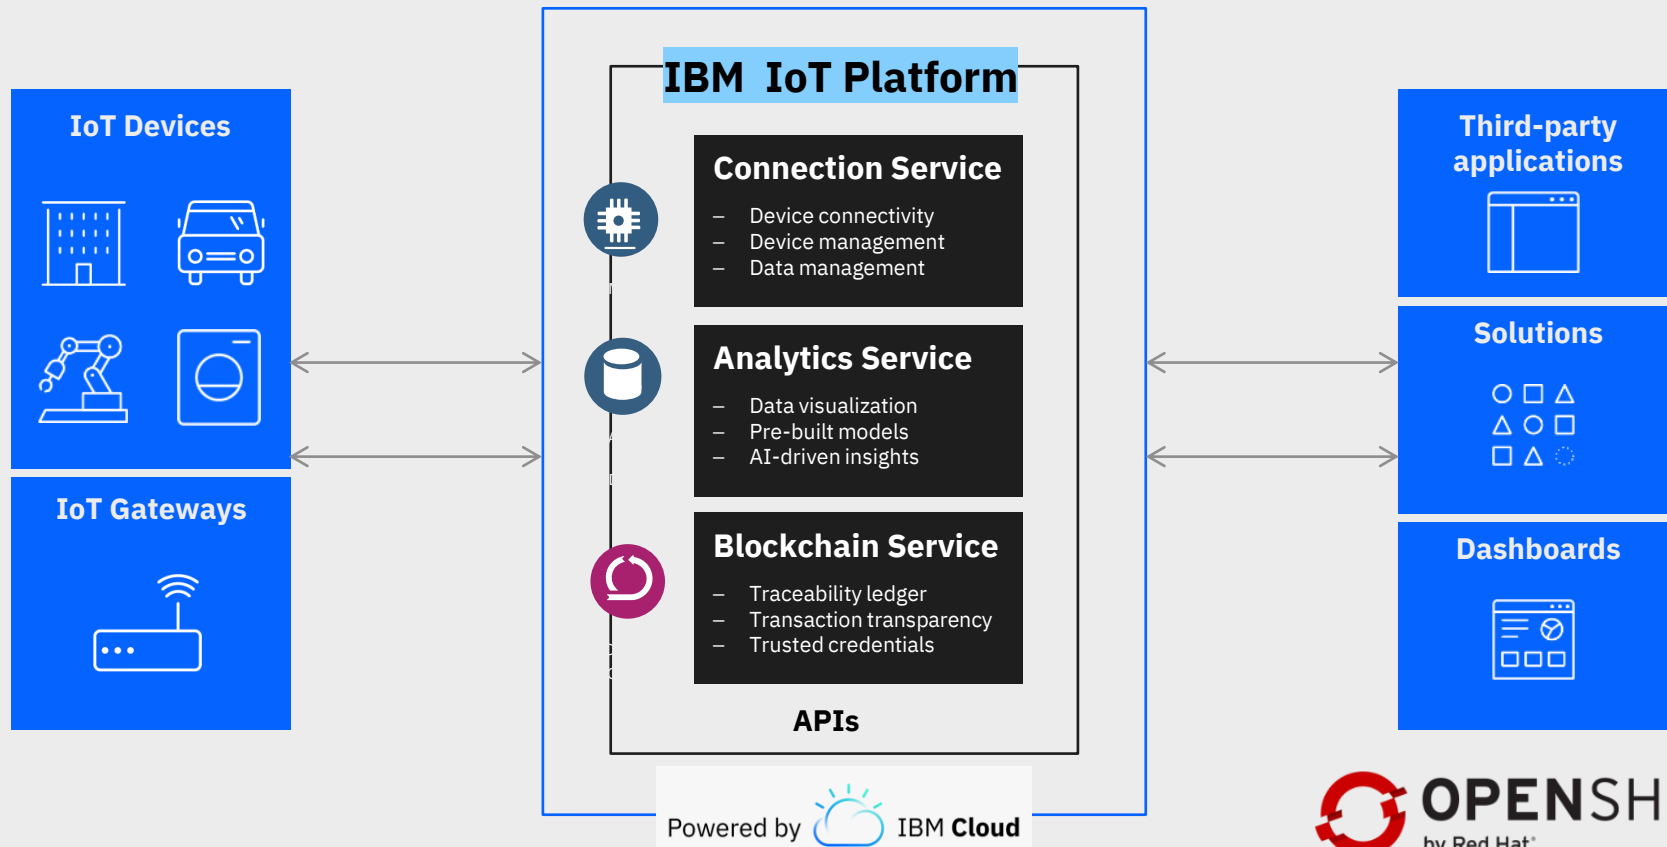 IBM IoT Platform
IoT Devices
IoT Gateways
Connection Service
– Device connectivity
– Device management
– Data management
Analytics Service
– Data visualization
– Pre-built models
– AI-driven insights
Blockchain Service
– Traceability ledger
– Transaction transparency
– Trusted credentials
APIs
Powered by IBM Cloud
Third-party
applications
Solutions
Dashboards
OPENSH
by Red Hat®